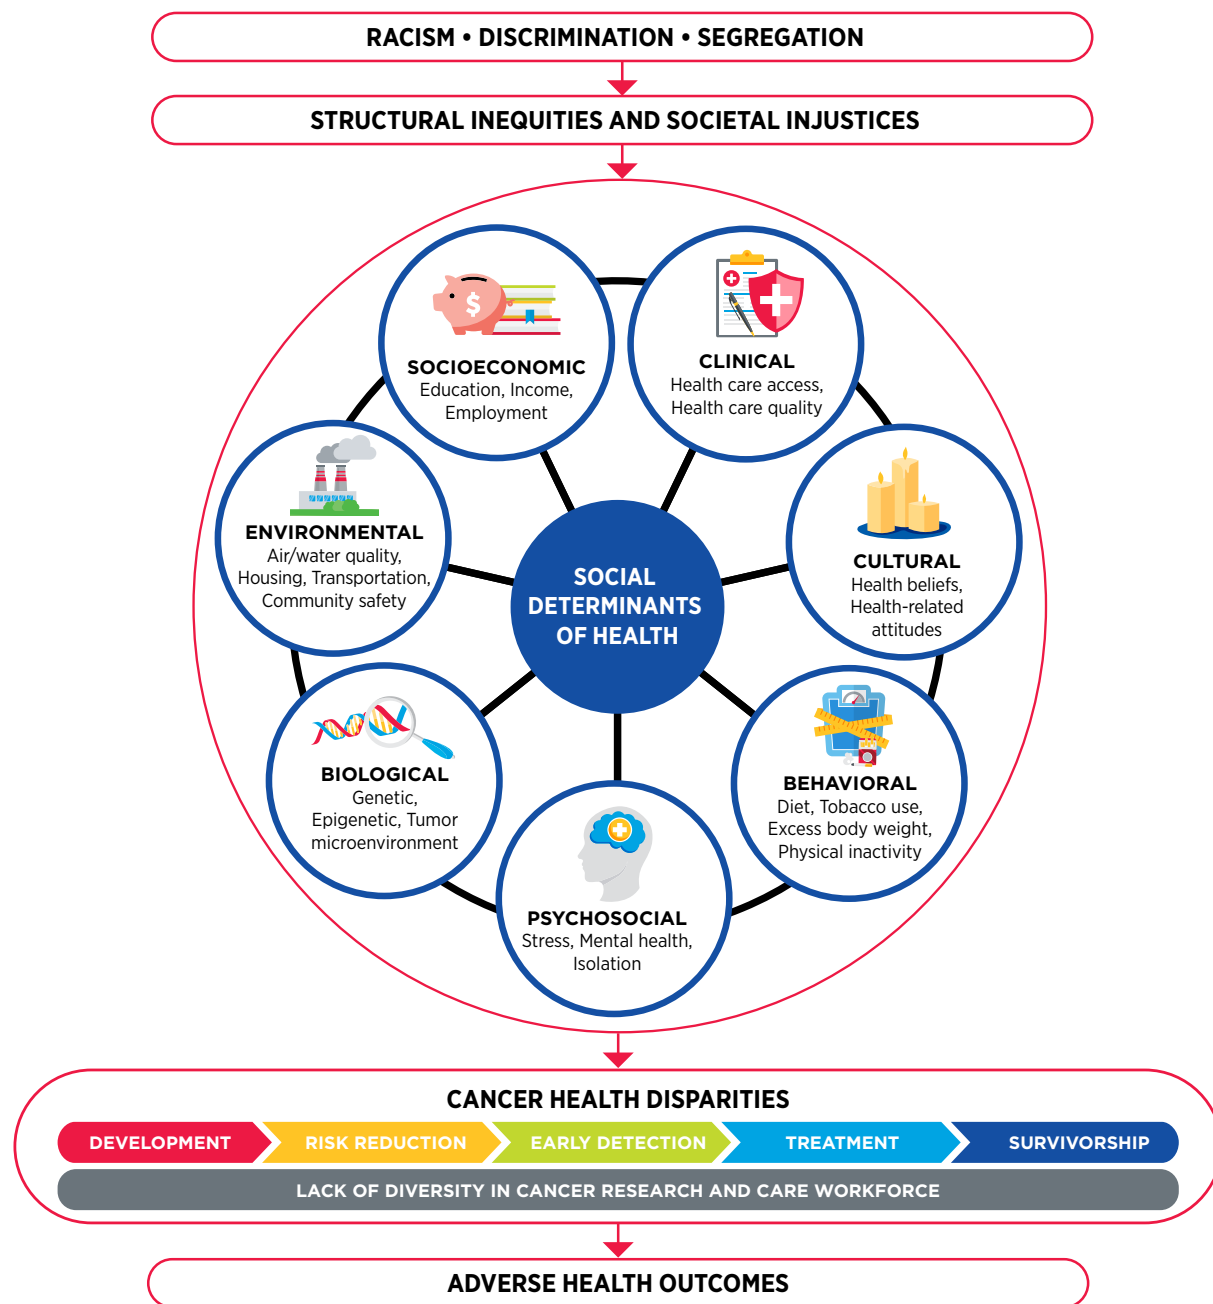 RACISM • DISCRIMINATION • SEGREGATION
STRUCTURAL INEQUITIES AND SOCIETAL INJUSTICES
$
SOCIOECONOMIC
Education, Income,
Employment
CLINICAL
Health care access,
Health care quality
ENVIRONMENTAL
Air/water quality,
Housing, Transportation,
Community safety
SOCIAL
DETERMINANTS
OF HEALTH
CULTURAL
Health beliefs,
Health-related
attitudes
BIOLOGICAL
Genetic,
Epigenetic, Tumor
microenvironment
BEHAVIORAL
Diet, Tobacco use,
Excess body weight,
Physical inactivity
PSYCHOSOCIAL
Stress, Mental health,
Isolation
CANCER HEALTH DISPARITIES
DEVELOPMENT
RISK REDUCTION
EARLY DETECTION
TREATMENT
SURVIVORSHIP
LACK OF DIVERSITY IN CANCER RESEARCH AND CARE WORKFORCE
ADVERSE HEALTH OUTCOMES